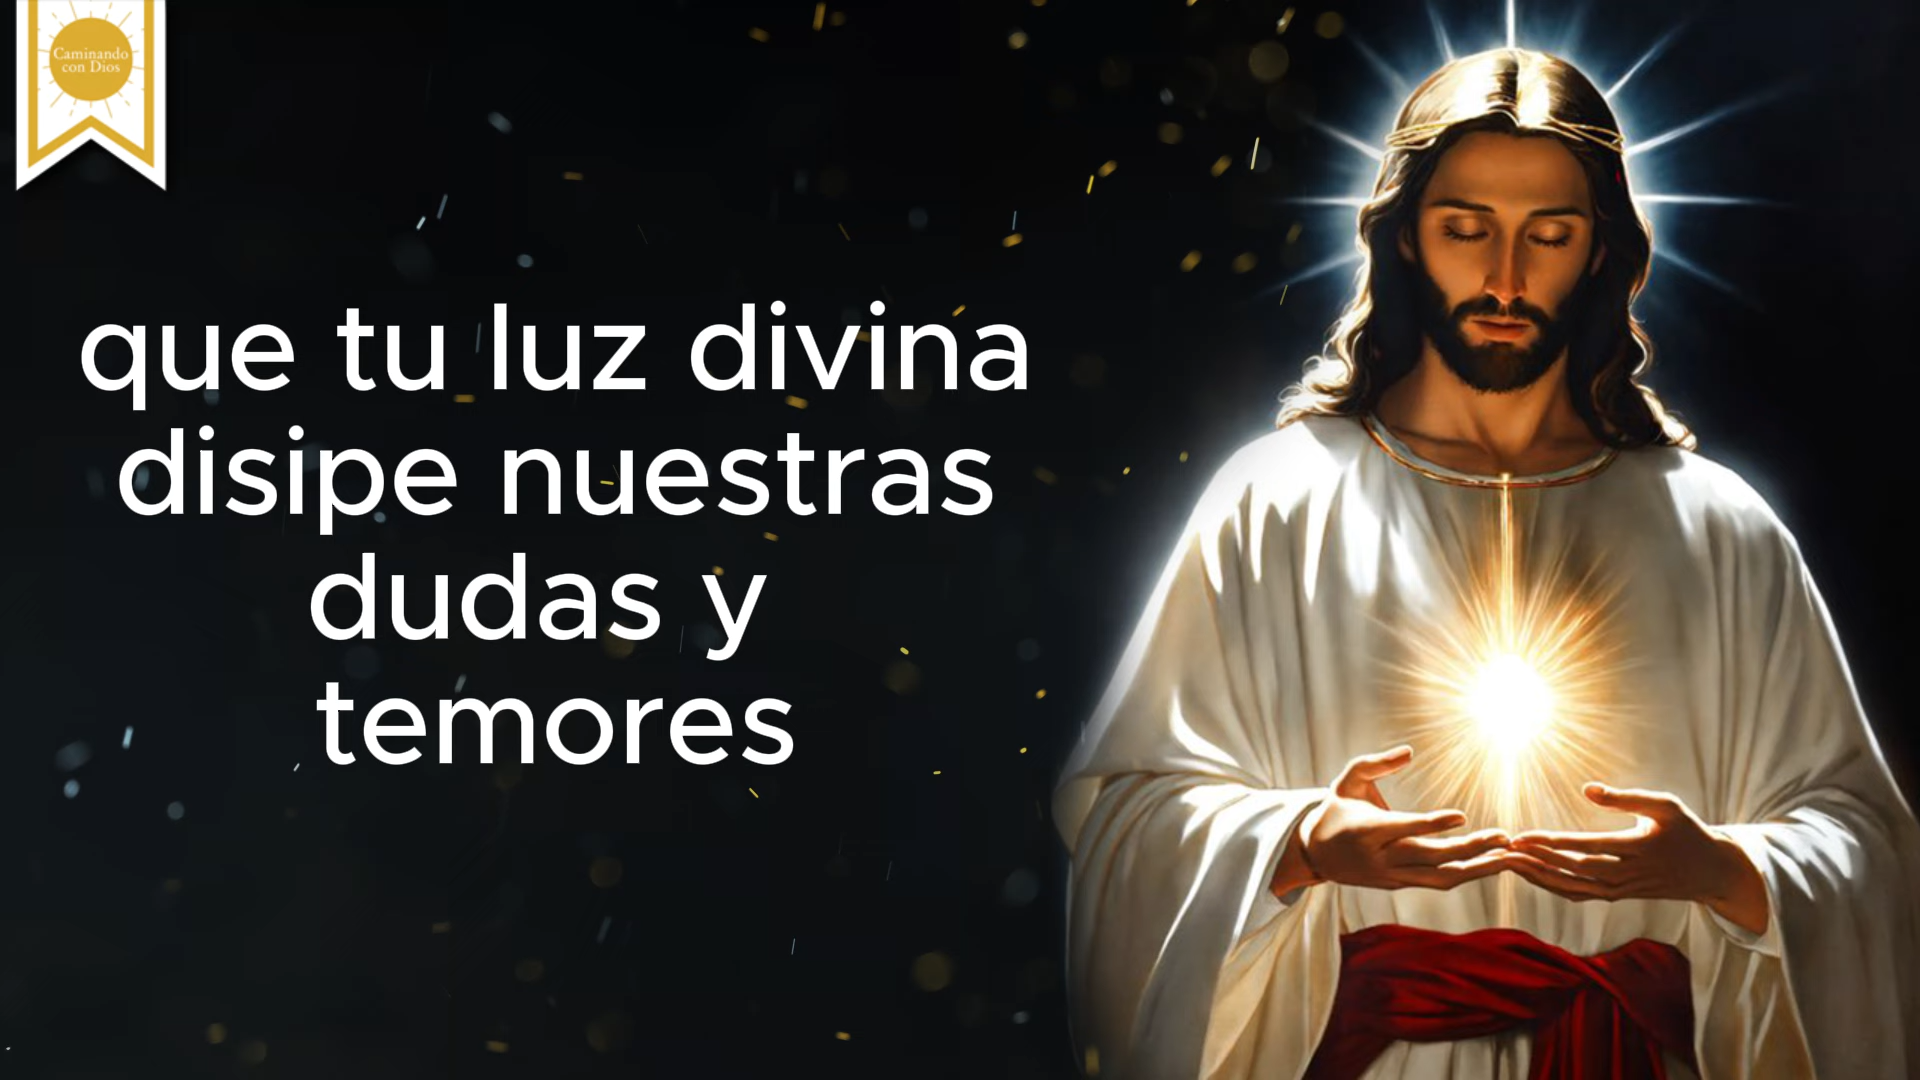 Caminando
con Dios
que tu luz divina
disipe nuestras
dudas y
temores